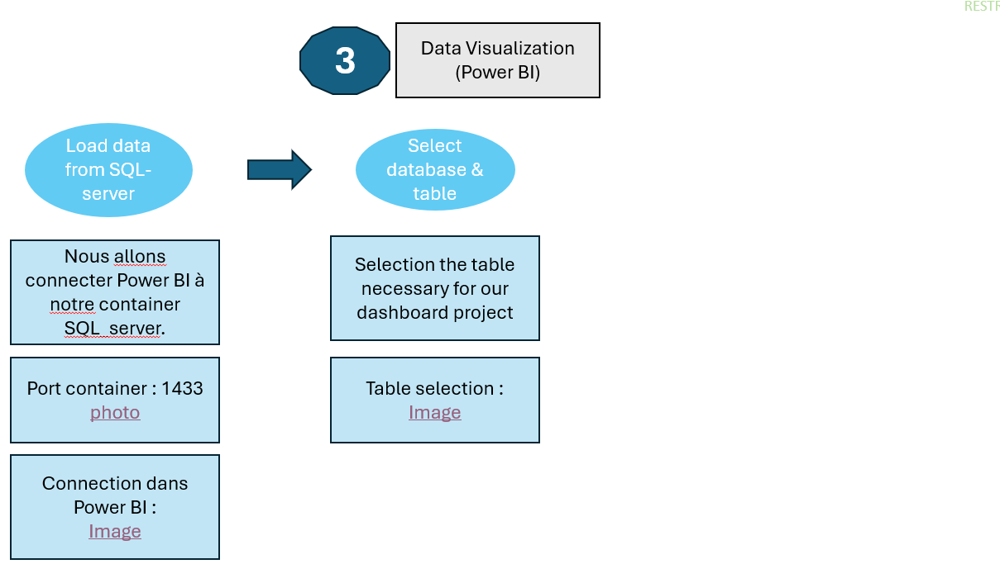 RESTR
3
Data Visualization
(Power BI)
Load data
from SQL-
server
Select
database &
table
Nous allons
connecter Power BI à
notre container
SQL_server.
Selection the table
necessary for our
dashboard project
Port container : 1433
photo
Table selection :
Image
Connection dans
Power BI :
Image